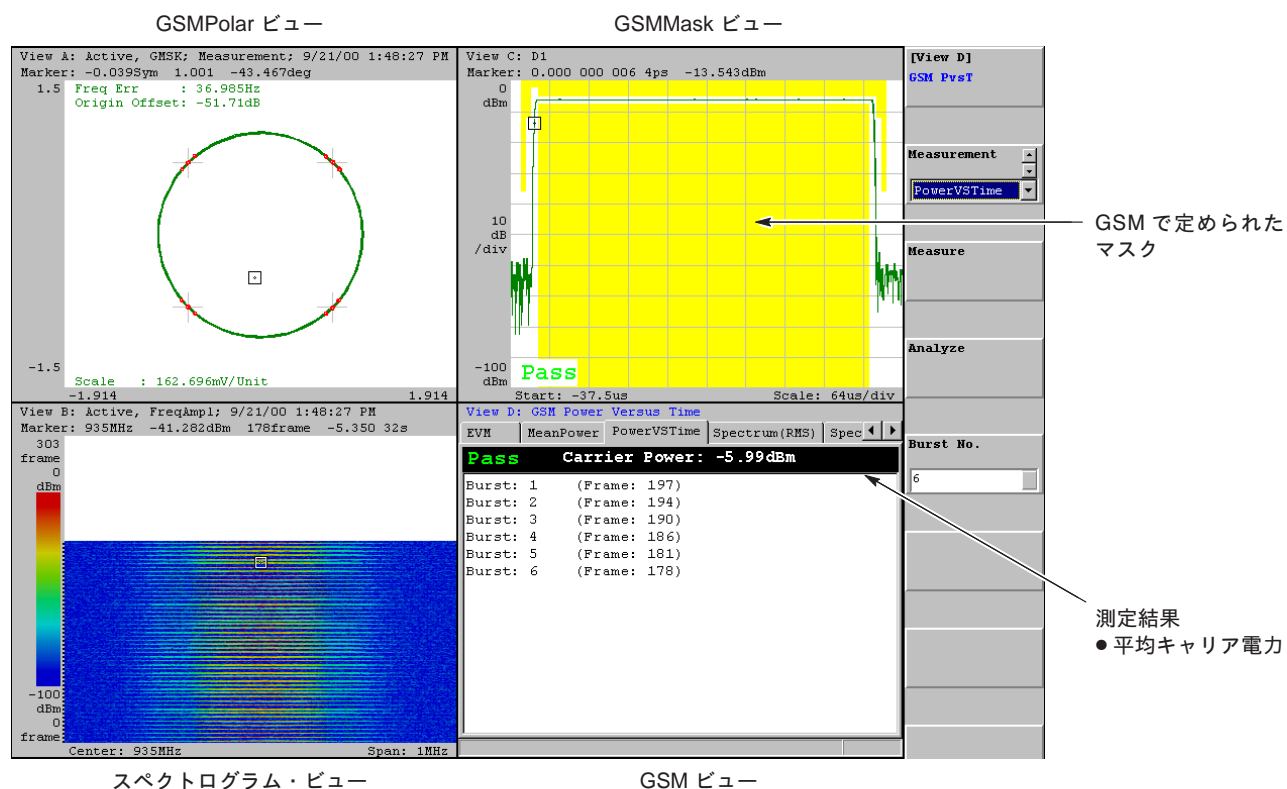 GSMPolar ビュー
GSMMask ビュー
View A: Active, GMSK; Measurement; 9/21/00 1:48:27 PM
Marker: -0.039Sym 1.001 -43.467deg
1.5
Freq Err : 36.985Hz
Origin Offset: -51.71dB
-1.5
Scale : 162.696mV/Unit
-1.914
1.914
View C: D1
Marker: 0.000 000 006 4ps -13.543dBm
0
dBm
10
dB
/div
-100
dBm
Pass
Start: -37.5us
Scale: 64us/div
[View D]
GSM PvsT
Measurement
PowerVSTime
Measure
Analyze
Burst No.
6
GSM で定められた
マスク
View B: Active, FreqAmpl; 9/21/00 1:48:27 PM
Marker: 935MHz -41.282dBm 178frame -5.350 32s
303
frame
0
dBm
-100
dBm
0
frame
Center: 935MHz
Span: 1MHz
View D: GSM Power Versus Time
EVM
MeanPower
PowerVSTime
Spectrum(RMS)
Spec
Pass Carrier Power: -5.99dBm
Burst: 1 (Frame: 197)
Burst: 2 (Frame: 194)
Burst: 3 (Frame: 190)
Burst: 4 (Frame: 186)
Burst: 5 (Frame: 181)
Burst: 6 (Frame: 178)
測定結果
● 平均キャリア電力
スペクトログラム・ビュー
GSM ビュー